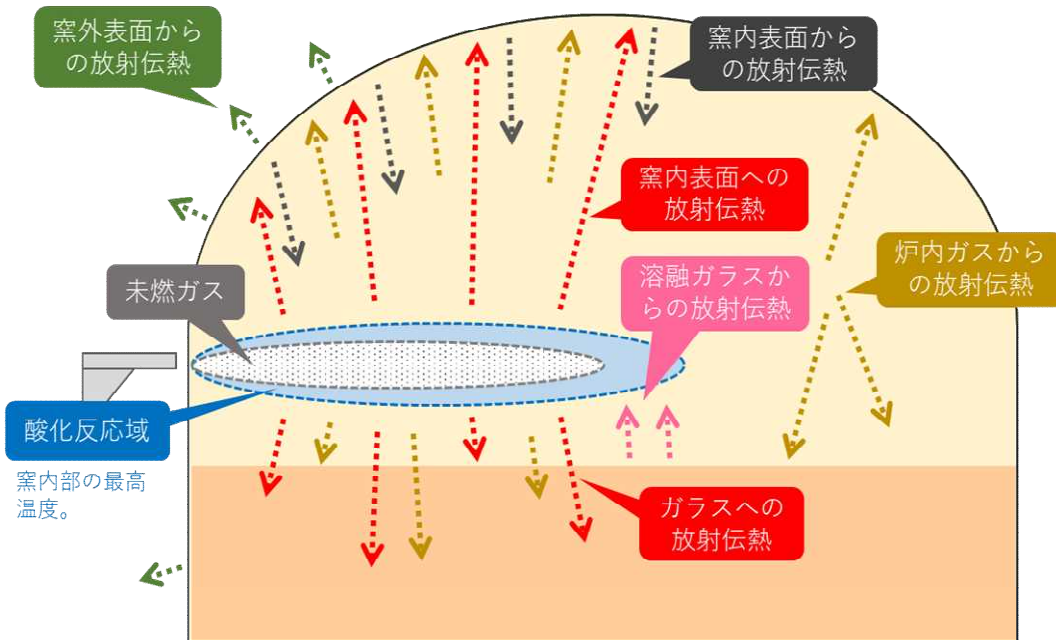 窯外表面から
の放射伝熱
窯内表面から
の放射伝熱
窯内表面への
放射伝熱
炉内ガスから
の放射伝熱
溶融ガラスか
らの放射伝熱
未燃ガス
酸化反応域
窯内部の最高
温度。
ガラスへの
放射伝熱